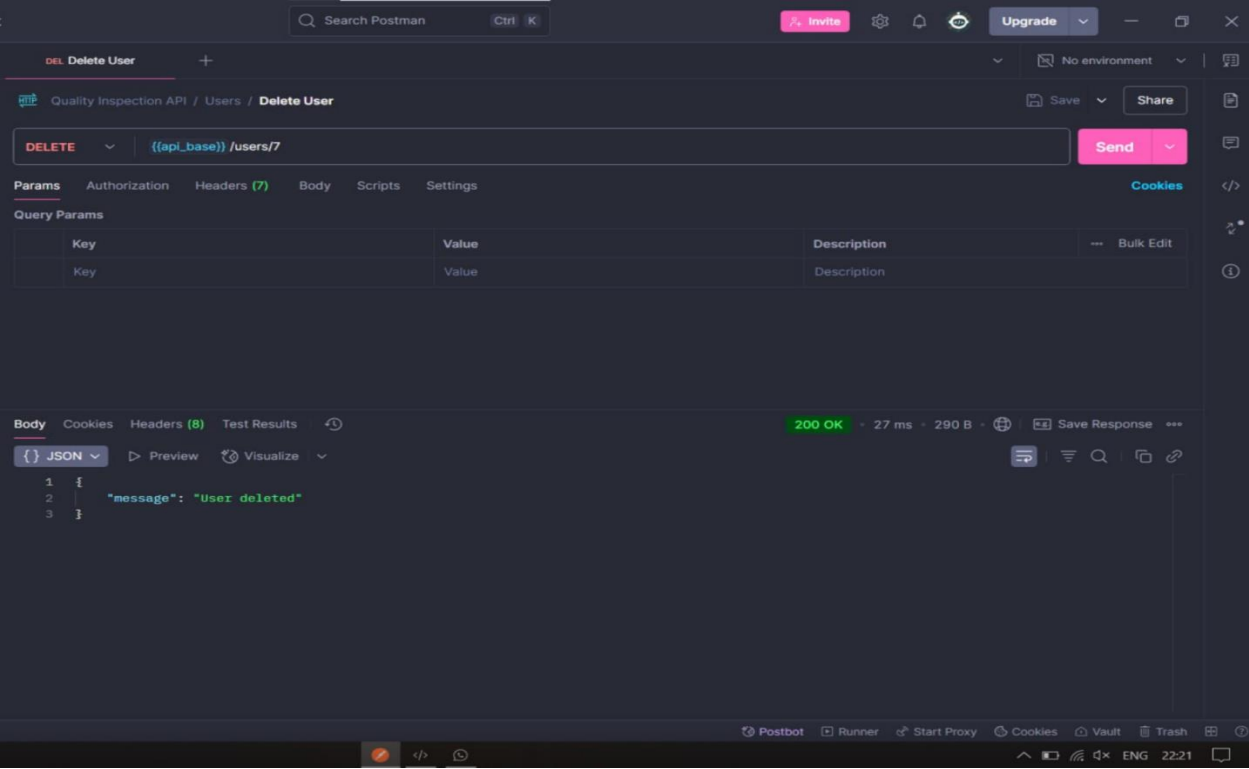 Search Postman Ctrl K Invite Upgrade
DEL Delete User No environment
HTTP Quality Inspection API / Users / Delete User Save Share
DELETE {{api_base}} /users/7 Send
Params Authorization Headers (7) Body Scripts Settings Cookies
Query Params
Key Value Description Bulk Edit
Key Value Description
Body Cookies Headers (8) Test Results 200 OK 27 ms 290 B Save Response
{} JSON Preview Visualize
1 {
2 "message": "User deleted"
3 }
Postbot Runner Start Proxy Cookies Vault Trash
ENG 22:21